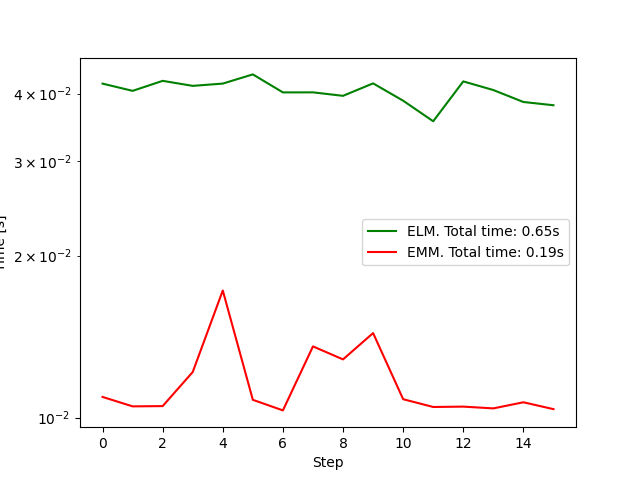 4 × 10⁻²
3 × 10⁻²
2 × 10⁻²
10⁻²
[s]
ELM. Total time: 0.65s
EMM. Total time: 0.19s
0 2 4 6 8 10 12 14
Step